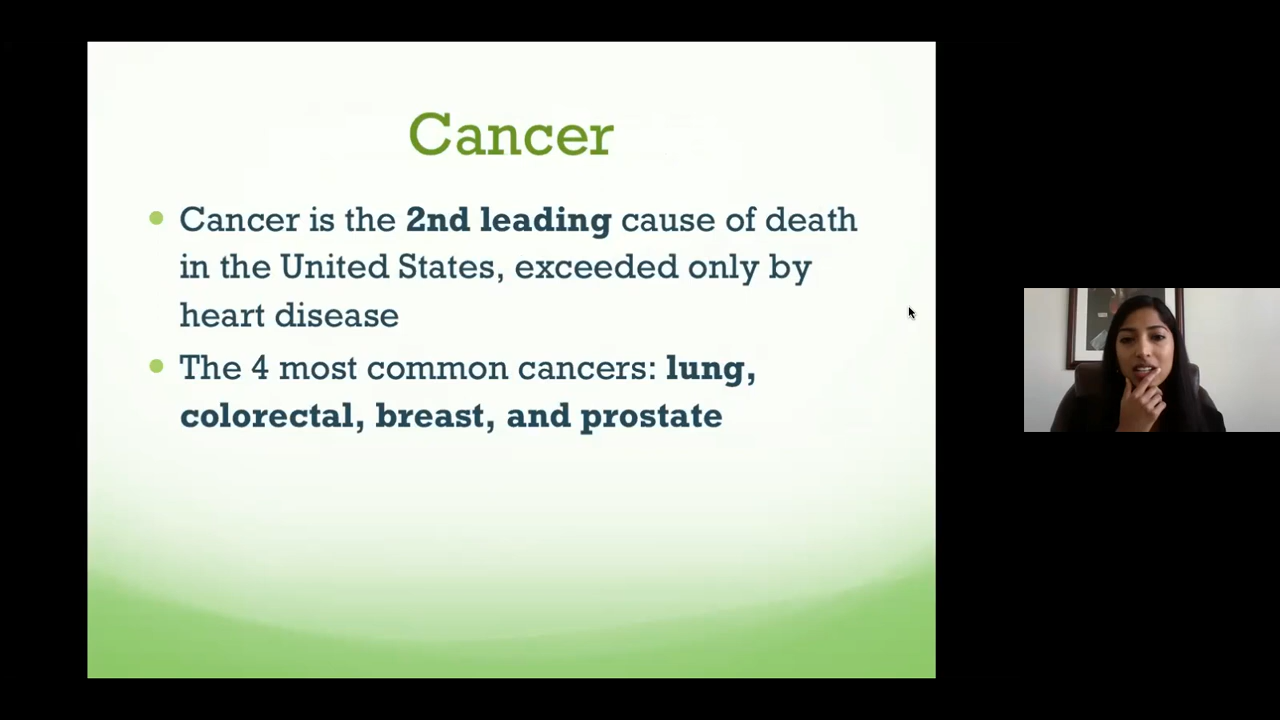 Cancer
Cancer is the 2nd leading cause of death
in the United States, exceeded only by
heart disease
The 4 most common cancers: lung,
colorectal, breast, and prostate